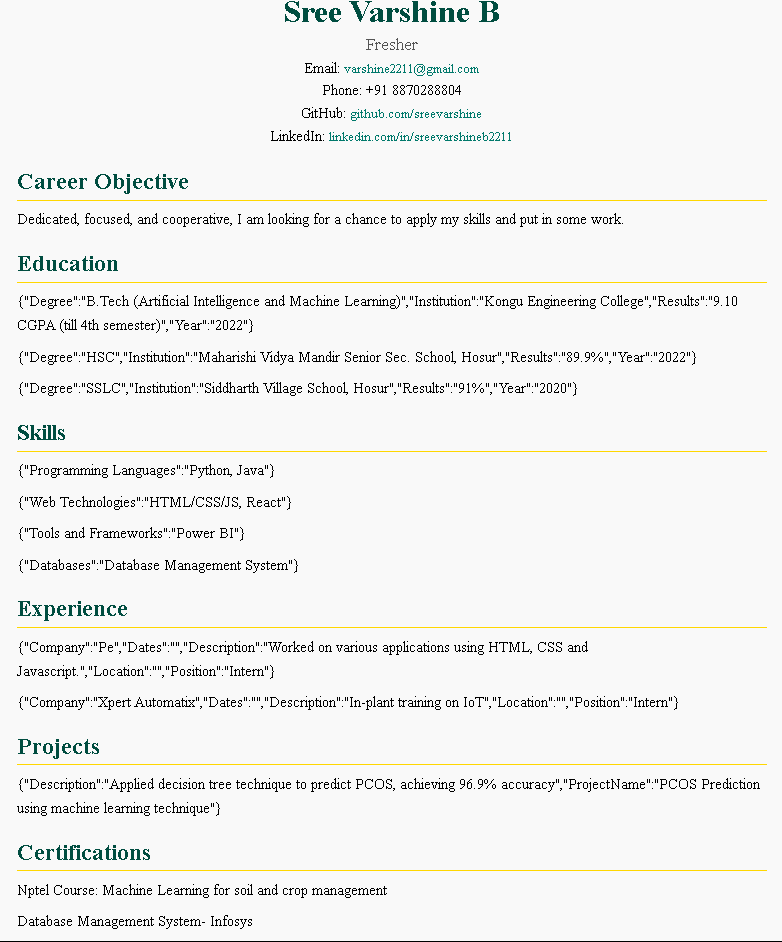 Sree Varshine B
Fresher
Email: varshine2211@gmail.com
Phone: +91 8870288804
GitHub: github.com/sreevarshine
LinkedIn: linkedin.com/in/sreevarshineb2211
Career Objective
Dedicated, focused, and cooperative, I am looking for a chance to apply my skills and put in some work.
Education
{"Degree":"B.Tech (Artificial Intelligence and Machine Learning)","Institution":"Kongu Engineering College","Results":"9.10
CGPA (till 4th semester)","Year":"2022"}
{"Degree":"HSC","Institution":"Maharishi Vidya Mandir Senior Sec. School, Hosur","Results":"89.9%","Year":"2022"}
{"Degree":"SSLC","Institution":"Siddharth Village School, Hosur","Results":"91%","Year":"2020"}
Skills
{"Programming Languages":"Python, Java"}
{"Web Technologies":"HTML/CSS/JS, React"}
{"Tools and Frameworks":"Power BI"}
{"Databases":"Database Management System"}
Experience
{"Company":"Pe","Dates":"","Description":"Worked on various applications using HTML, CSS and
Javascript.","Location":"","Position":"Intern"}
{"Company":"Xpert Automatix","Dates":"","Description":"In-plant training on IoT","Location":"","Position":"Intern"}
Projects
{"Description":"Applied decision tree technique to predict PCOS, achieving 96.9% accuracy","ProjectName":"PCOS Prediction
using machine learning technique"}
Certifications
Nptel Course: Machine Learning for soil and crop management
Database Management System- Infosys